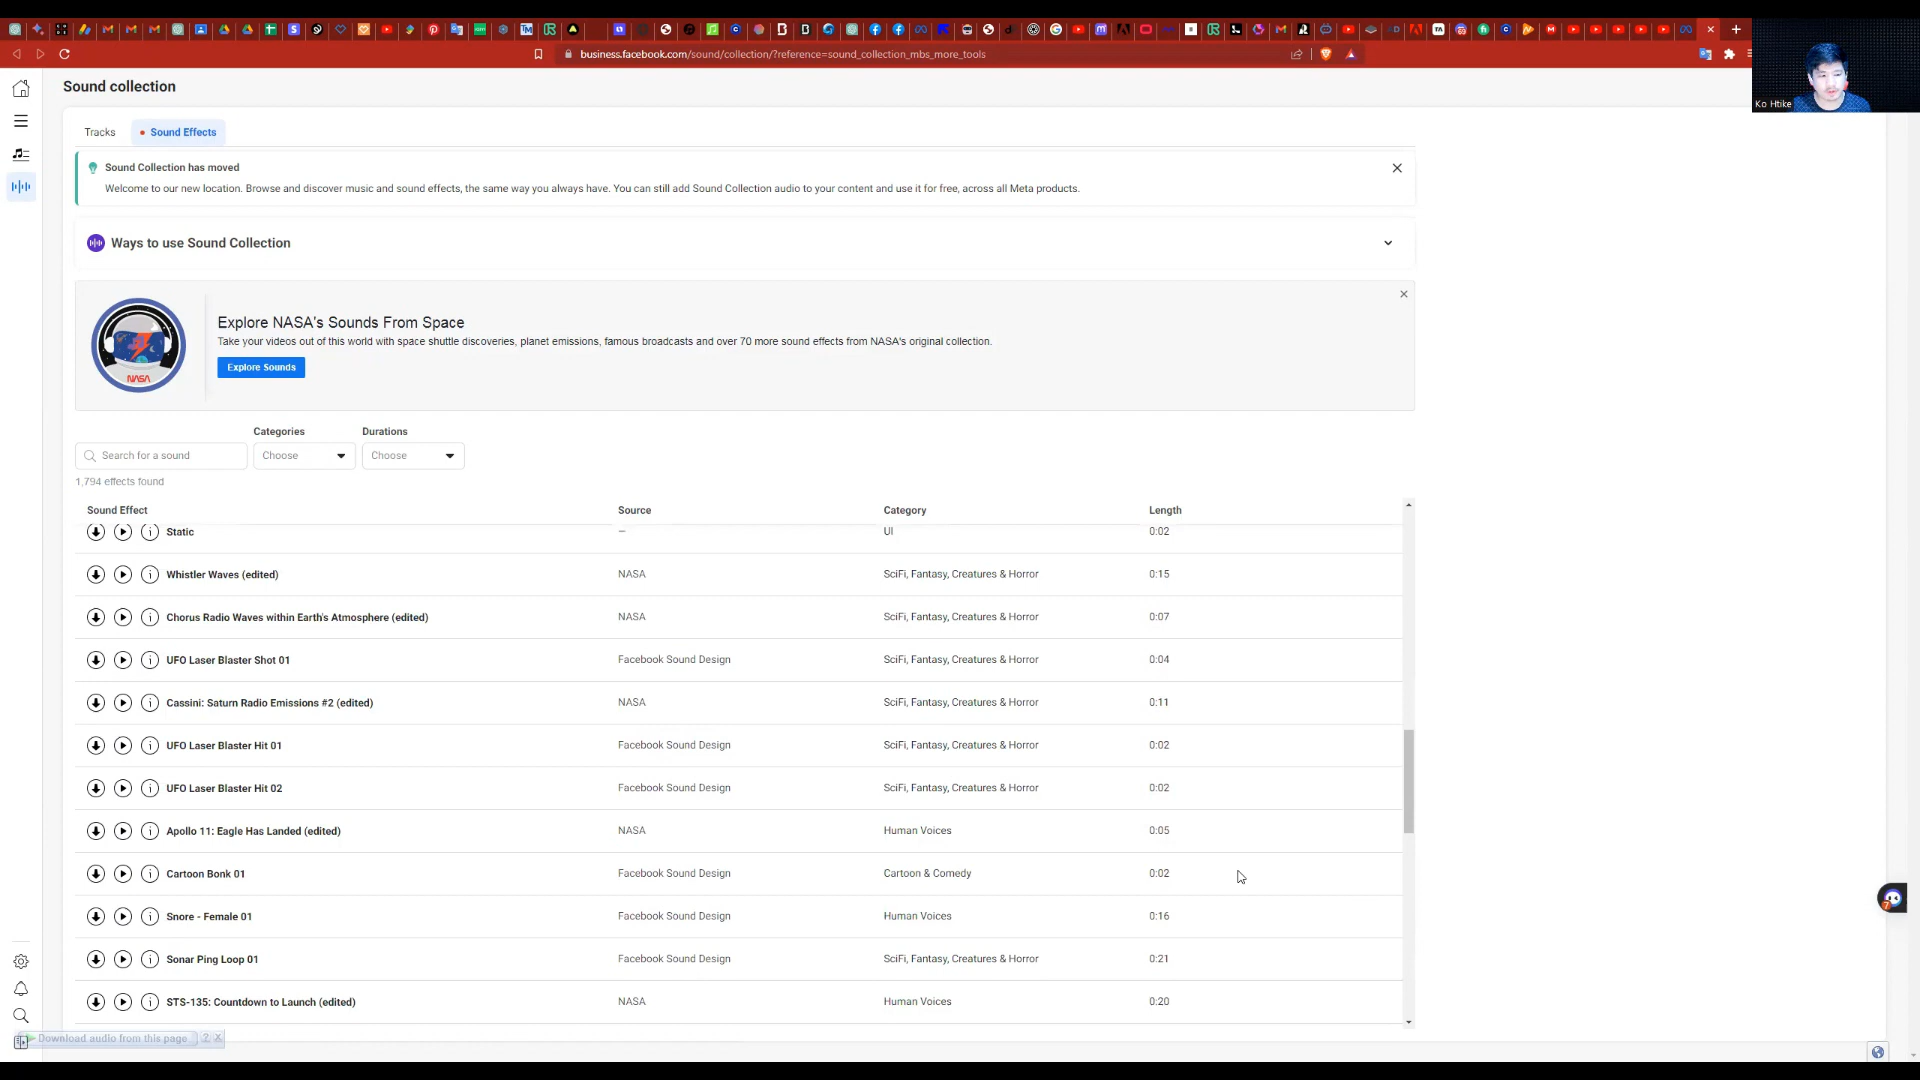 business.facebook.com/sound/collection/?reference=sound_collection_mbs_more_tools
Ko Htike
Sound collection
Tracks
Sound Effects
Sound Collection has moved
Welcome to our new location. Browse and discover music and sound effects, the same way you always have. You can still add Sound Collection audio to your content and use it for free, across all Meta products.
Ways to use Sound Collection
NASA
Explore NASA's Sounds From Space
Take your videos out of this world with space shuttle discoveries, planet emissions, famous broadcasts and over 70 more sound effects from NASA's original collection.
Explore Sounds
Categories Durations
Search for a sound Choose Choose
1,794 effects found
Sound Effect Source Category Length
Static – UI 0:02
Whistler Waves (edited) NASA SciFi, Fantasy, Creatures & Horror 0:15
Chorus Radio Waves within Earth's Atmosphere (edited) NASA SciFi, Fantasy, Creatures & Horror 0:07
UFO Laser Blaster Shot 01 Facebook Sound Design SciFi, Fantasy, Creatures & Horror 0:04
Cassini: Saturn Radio Emissions #2 (edited) NASA SciFi, Fantasy, Creatures & Horror 0:11
UFO Laser Blaster Hit 01 Facebook Sound Design SciFi, Fantasy, Creatures & Horror 0:02
UFO Laser Blaster Hit 02 Facebook Sound Design SciFi, Fantasy, Creatures & Horror 0:02
Apollo 11: Eagle Has Landed (edited) NASA Human Voices 0:05
Cartoon Bonk 01 Facebook Sound Design Cartoon & Comedy 0:02
Snore - Female 01 Facebook Sound Design Human Voices 0:16
Sonar Ping Loop 01 Facebook Sound Design SciFi, Fantasy, Creatures & Horror 0:21
STS-135: Countdown to Launch (edited) NASA Human Voices 0:20
Download audio from this page ? X
7